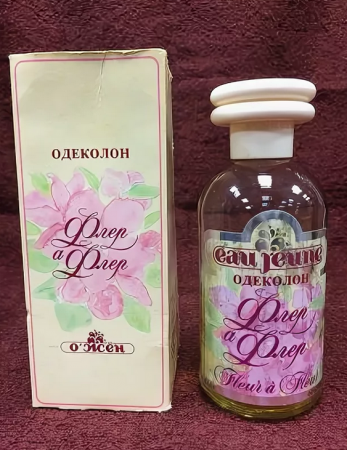 ОДЕКОЛОН
Флер
а
Флер
О'Жен
eau jeune
ОДЕКОЛОН
Флер
а
Флер
Fleur à Fleur